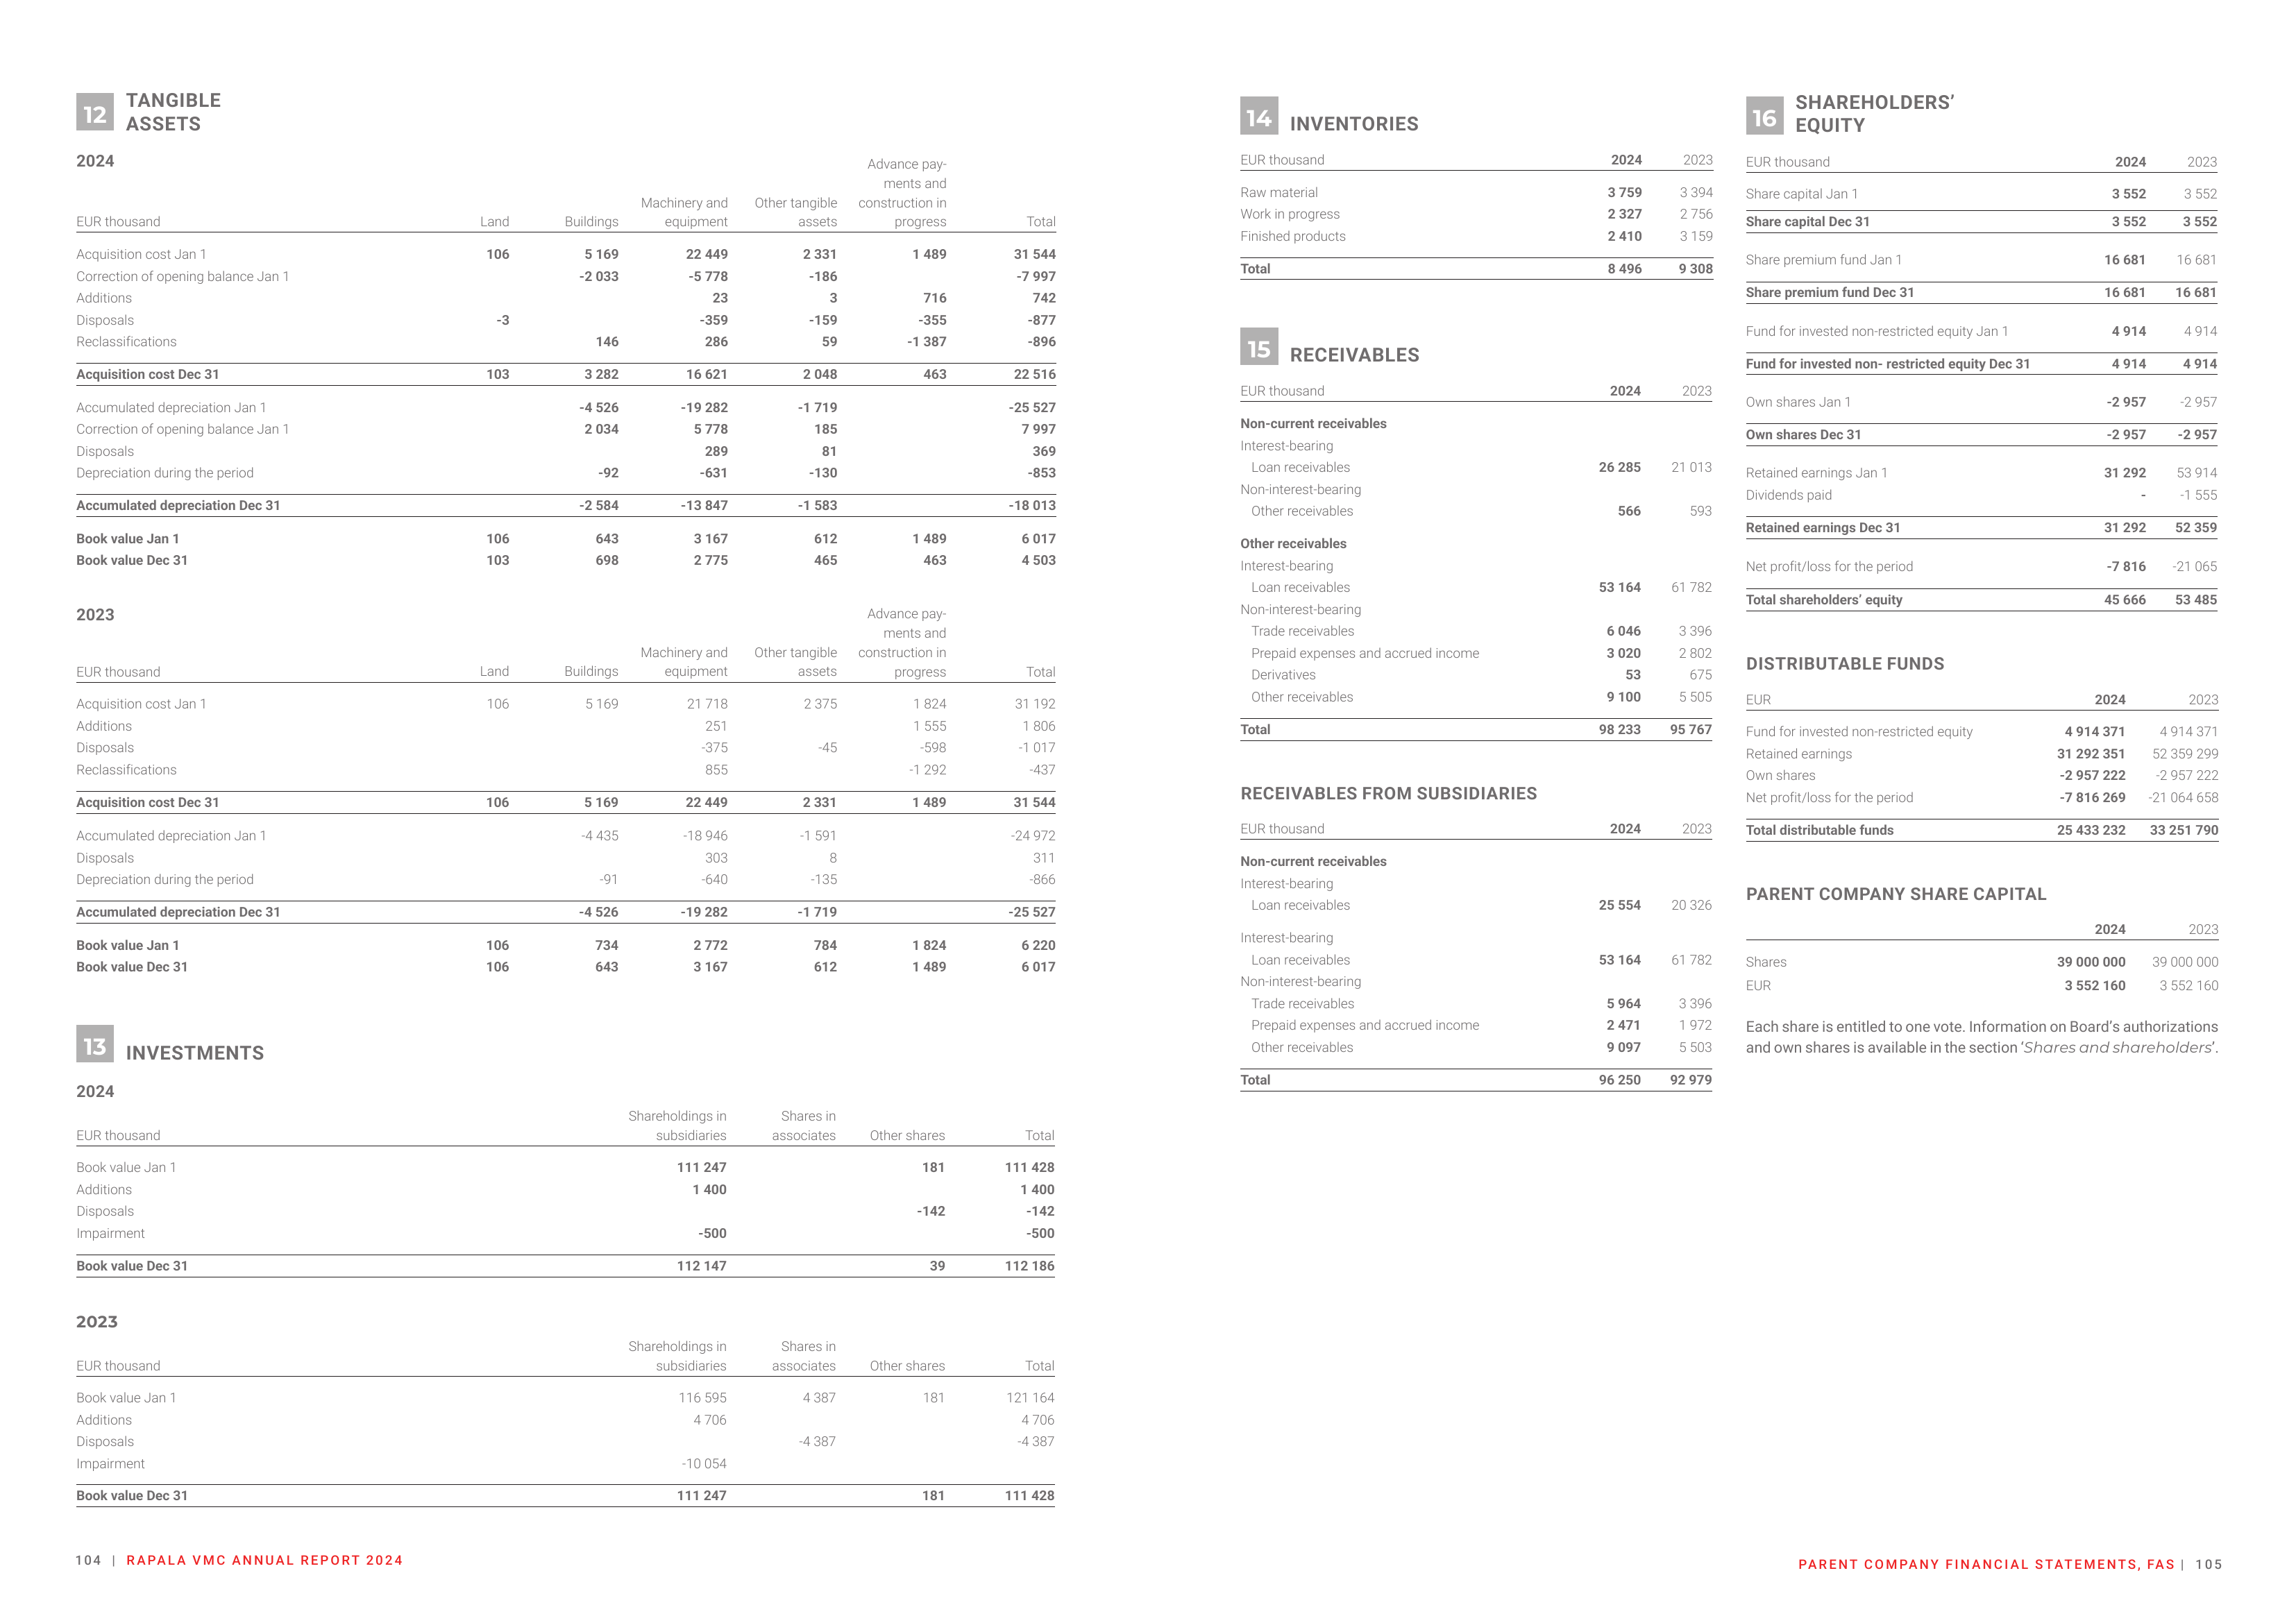 12 TANGIBLE
ASSETS
2024
EUR thousand Land Buildings Machinery and equipment Other tangible assets Advance pay-ments and construction in progress Total
Acquisition cost Jan 1 106 5 169 22 449 2 331 1 489 31 544
Correction of opening balance Jan 1 -2 033 -5 778 -186 -7 997
Additions 23 3 716 742
Disposals -3 -359 -159 -355 -877
Reclassifications 146 286 59 -1 387 -896
Acquisition cost Dec 31 103 3 282 16 621 2 048 463 22 516
Accumulated depreciation Jan 1 -4 526 -19 282 -1 719 -25 527
Correction of opening balance Jan 1 2 034 5 778 185 7 997
Disposals 289 81 369
Depreciation during the period -92 -631 -130 -853
Accumulated depreciation Dec 31 -2 584 -13 847 -1 583 -18 013
Book value Jan 1 106 643 3 167 612 1 489 6 017
Book value Dec 31 103 698 2 775 465 463 4 503
2023
EUR thousand Land Buildings Machinery and equipment Other tangible assets Advance pay-ments and construction in progress Total
Acquisition cost Jan 1 106 5 169 21 718 2 375 1 824 31 192
Additions 251 1 555 1 806
Disposals -375 -45 -598 -1 017
Reclassifications 855 -1 292 -437
Acquisition cost Dec 31 106 5 169 22 449 2 331 1 489 31 544
Accumulated depreciation Jan 1 -4 435 -18 946 -1 591 -24 972
Disposals 303 8 311
Depreciation during the period -91 -640 -135 -866
Accumulated depreciation Dec 31 -4 526 -19 282 -1 719 -25 527
Book value Jan 1 106 734 2 772 784 1 824 6 220
Book value Dec 31 106 643 3 167 612 1 489 6 017
13 INVESTMENTS
2024
EUR thousand Shareholdings in subsidiaries Shares in associates Other shares Total
Book value Jan 1 111 247 181 111 428
Additions 1 400 1 400
Disposals -142 -142
Impairment -500 -500
Book value Dec 31 112 147 39 112 186
2023
EUR thousand Shareholdings in subsidiaries Shares in associates Other shares Total
Book value Jan 1 116 595 4 387 181 121 164
Additions 4 706 4 706
Disposals -4 387 -4 387
Impairment -10 054
Book value Dec 31 111 247 181 111 428
104 | RAPALA VMC ANNUAL REPORT 2024
14 INVENTORIES
EUR thousand 2024 2023
Raw material 3 759 3 394
Work in progress 2 327 2 756
Finished products 2 410 3 159
Total 8 496 9 308
15 RECEIVABLES
EUR thousand 2024 2023
Non-current receivables
Interest-bearing
Loan receivables 26 285 21 013
Non-interest-bearing
Other receivables 566 593
Other receivables
Interest-bearing
Loan receivables 53 164 61 782
Non-interest-bearing
Trade receivables 6 046 3 396
Prepaid expenses and accrued income 3 020 2 802
Derivatives 53 675
Other receivables 9 100 5 505
Total 98 233 95 767
RECEIVABLES FROM SUBSIDIARIES
EUR thousand 2024 2023
Non-current receivables
Interest-bearing
Loan receivables 25 554 20 326
Interest-bearing
Loan receivables 53 164 61 782
Non-interest-bearing
Trade receivables 5 964 3 396
Prepaid expenses and accrued income 2 471 1 972
Other receivables 9 097 5 503
Total 96 250 92 979
16 SHAREHOLDERS’
EQUITY
EUR thousand 2024 2023
Share capital Jan 1 3 552 3 552
Share capital Dec 31 3 552 3 552
Share premium fund Jan 1 16 681 16 681
Share premium fund Dec 31 16 681 16 681
Fund for invested non-restricted equity Jan 1 4 914 4 914
Fund for invested non- restricted equity Dec 31 4 914 4 914
Own shares Jan 1 -2 957 -2 957
Own shares Dec 31 -2 957 -2 957
Retained earnings Jan 1 31 292 53 914
Dividends paid - -1 555
Retained earnings Dec 31 31 292 52 359
Net profit/loss for the period -7 816 -21 065
Total shareholders’ equity 45 666 53 485
DISTRIBUTABLE FUNDS
EUR 2024 2023
Fund for invested non-restricted equity 4 914 371 4 914 371
Retained earnings 31 292 351 52 359 299
Own shares -2 957 222 -2 957 222
Net profit/loss for the period -7 816 269 -21 064 658
Total distributable funds 25 433 232 33 251 790
PARENT COMPANY SHARE CAPITAL
2024 2023
Shares 39 000 000 39 000 000
EUR 3 552 160 3 552 160
Each share is entitled to one vote. Information on Board’s authorizations
and own shares is available in the section ‘Shares and shareholders’.
PARENT COMPANY FINANCIAL STATEMENTS, FAS | 105